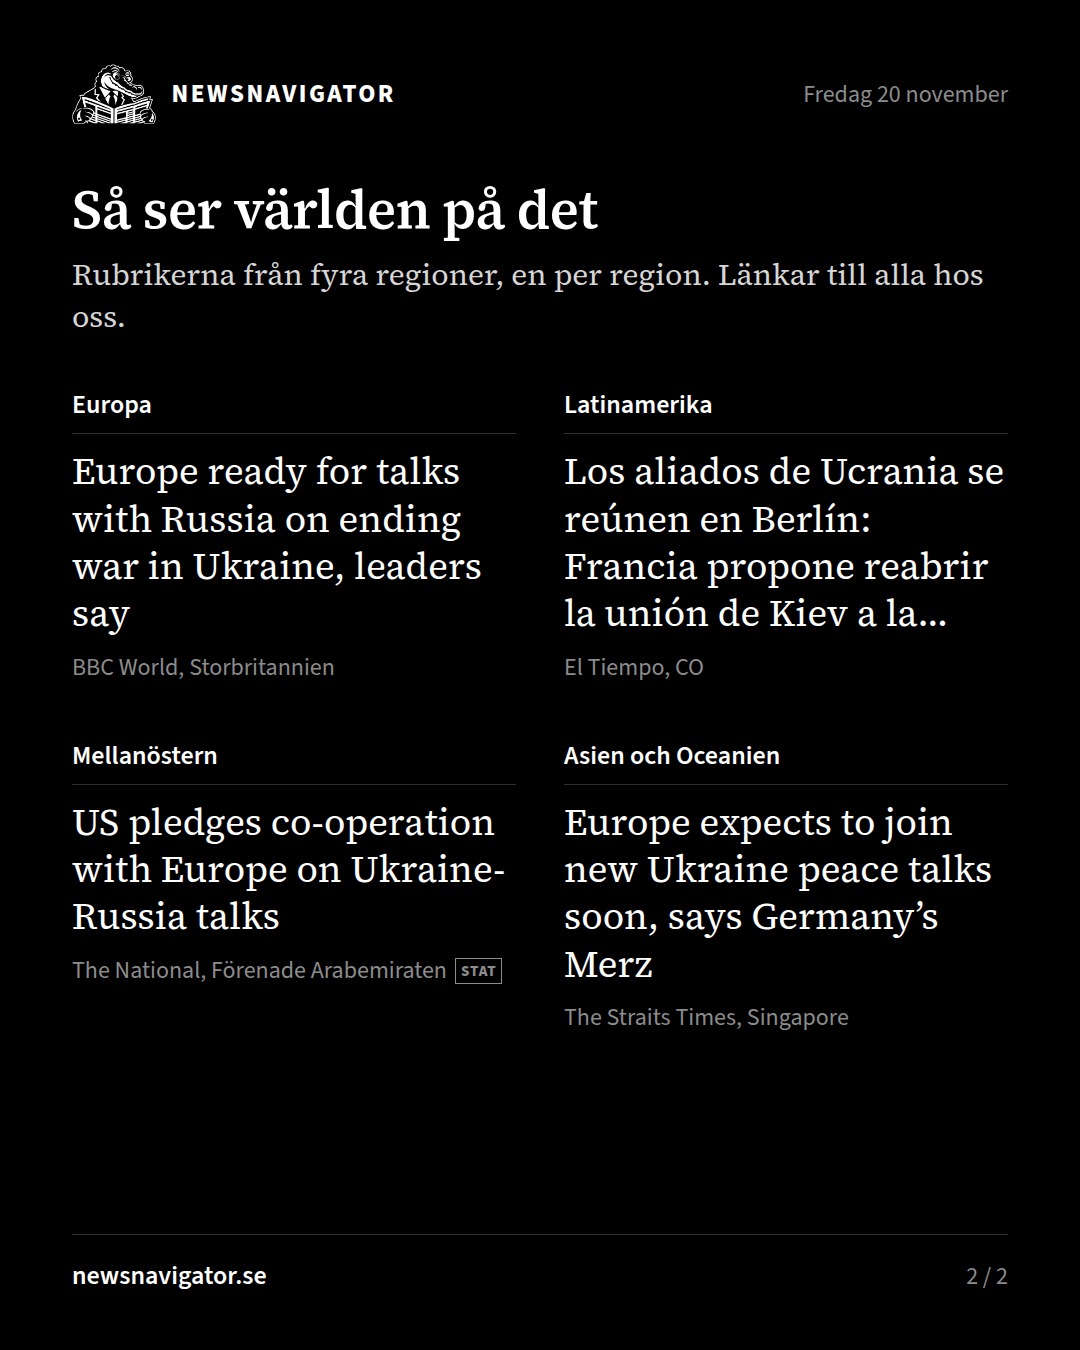 NEWSNAVIGATOR
Fredag 20 november
Så ser världen på det
Rubrikerna från fyra regioner, en per region. Länkar till alla hos
oss.
Europa
Europe ready for talks
with Russia on ending
war in Ukraine, leaders
say
BBC World, Storbritannien
Latinamerika
Los aliados de Ucrania se
reúnen en Berlín:
Francia propone reabrir
la unión de Kiev a la...
El Tiempo, CO
Mellanöstern
US pledges co-operation
with Europe on Ukraine-
Russia talks
The National, Förenade Arabemiraten STAT
Asien och Oceanien
Europe expects to join
new Ukraine peace talks
soon, says Germany’s
Merz
The Straits Times, Singapore
newsnavigator.se
2 / 2